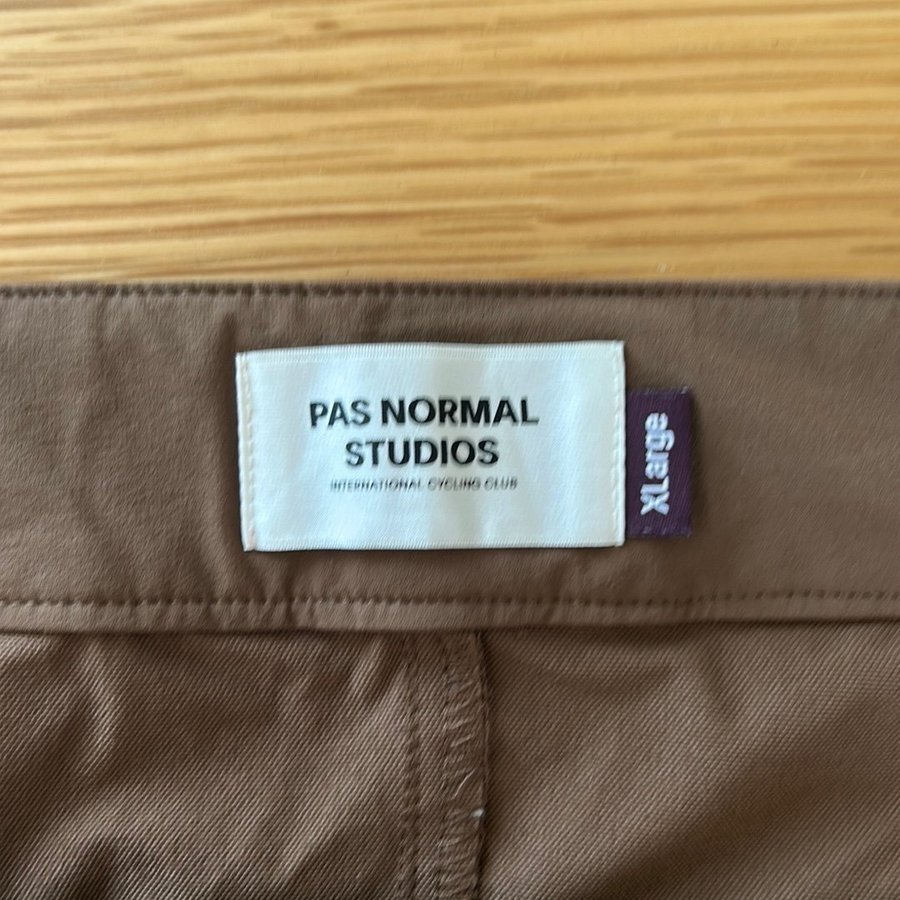 PAS NORMAL
STUDIOS
INTERNATIONAL CYCLING CLUB
XLarge